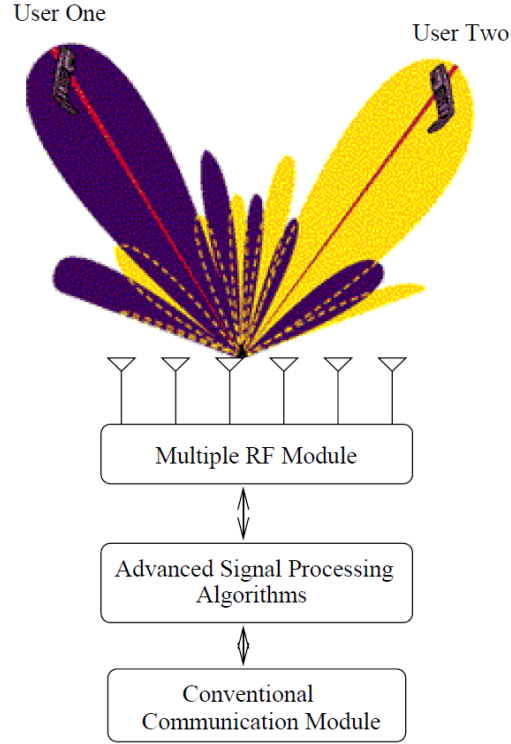 User One
User Two
Multiple RF Module
Advanced Signal Processing
Algorithms
Conventional
Communication Module